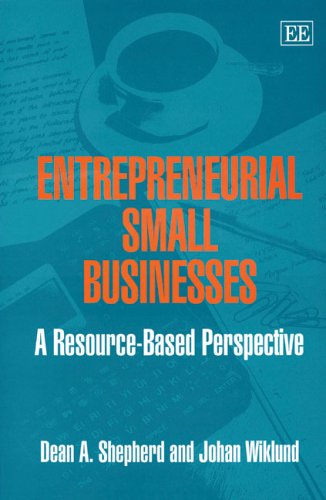 EE
ENTREPRENEURIAL
SMALL
BUSINESSES
A Resource-Based Perspective
Dean A. Shepherd and Johan Wiklund